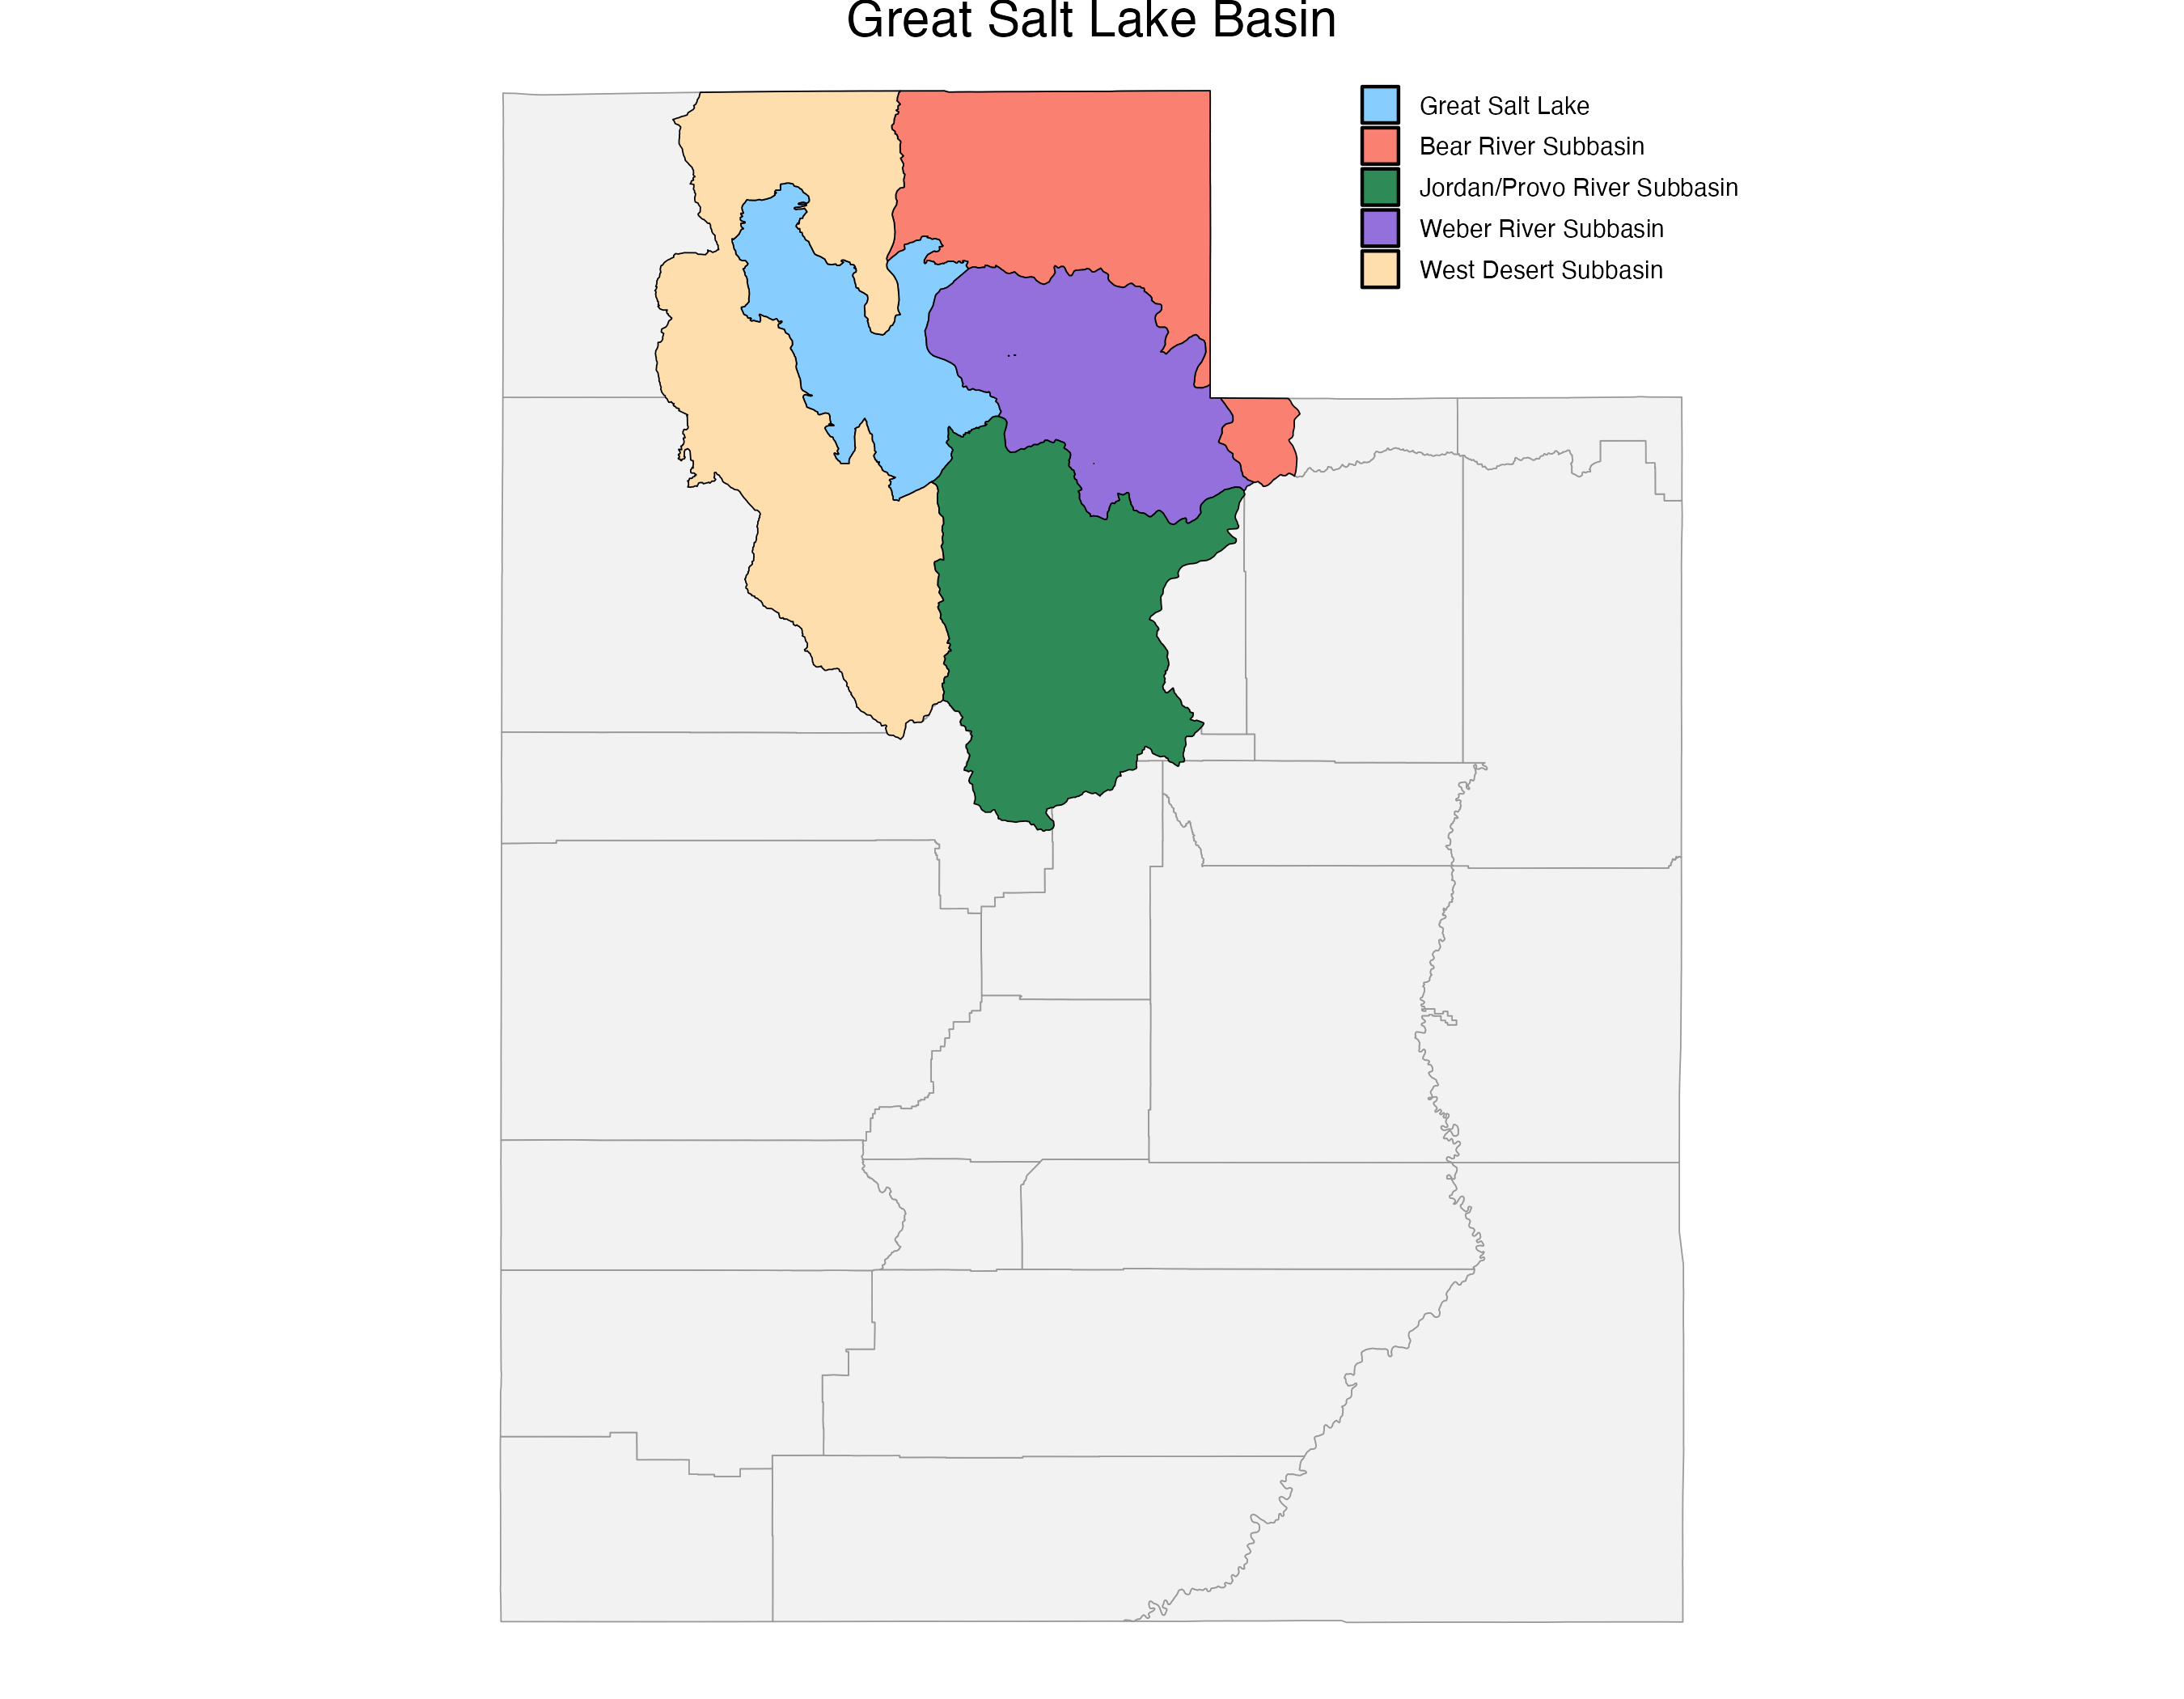 Great Salt Lake Basin
Great Salt Lake
Bear River Subbasin
Jordan/Provo River Subbasin
Weber River Subbasin
West Desert Subbasin